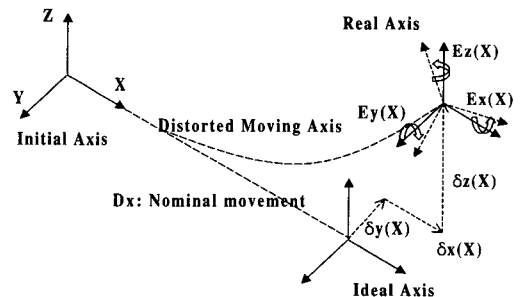 Z
Real Axis
Ez(X)
X
Y
Ey(X)
Ex(X)
Initial Axis
Distorted Moving Axis
δz(X)
Dx: Nominal movement
δy(X)
δx(X)
Ideal Axis